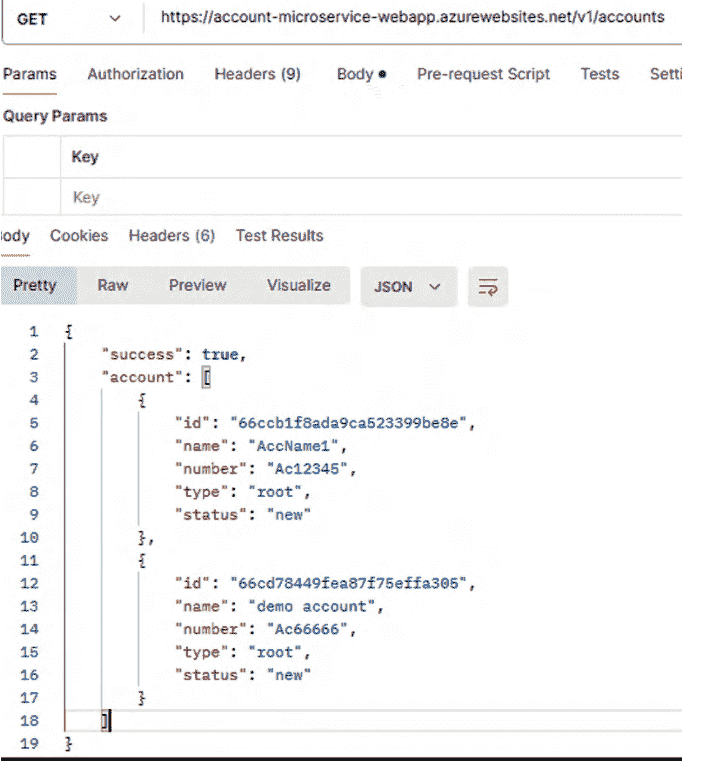 GET https://account-microservice-webapp.azurewebsites.net/v1/accounts
Params Authorization Headers (9) Body Pre-request Script Tests Setti
Query Params
Key
Key
ody Cookies Headers (6) Test Results
Pretty Raw Preview Visualize JSON
1 {
2 "success": true,
3 "account": [
4 {
5 "id": "66ccb1f8ada9ca523399be8e",
6 "name": "AccName1",
7 "number": "Ac12345",
8 "type": "root",
9 "status": "new"
10 },
11 {
12 "id": "66cd78449fea87f75effa305",
13 "name": "demo account",
14 "number": "Ac66666",
15 "type": "root",
16 "status": "new"
17 }
18 ]
19 }